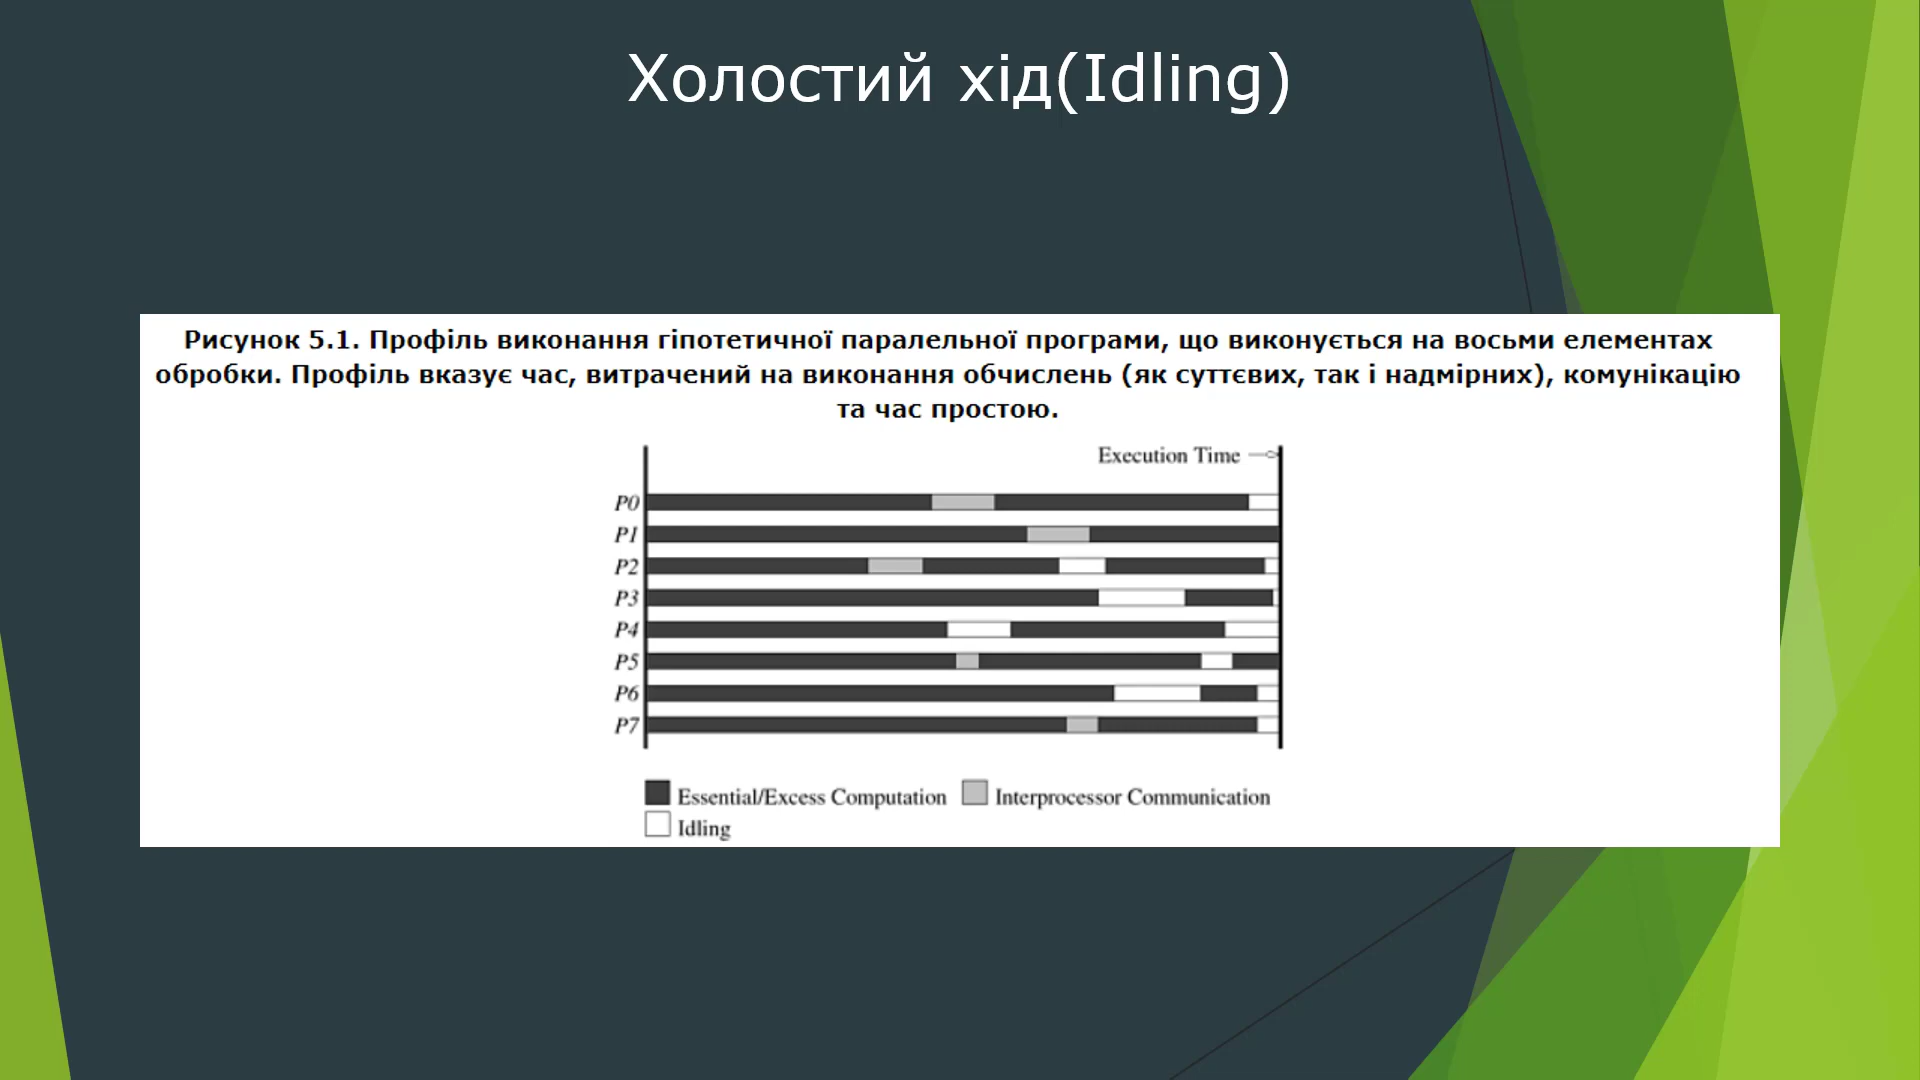 Холостий хід(Idling)
Рисунок 5.1. Профіль виконання гіпотетичної паралельної програми, що виконується на восьми елементах
обробки. Профіль вказує час, витрачений на виконання обчислень (як суттєвих, так і надмірних), комунікацію
та час простою.
Execution Time
P0
P1
P2
P3
P4
P5
P6
P7
Essential/Excess Computation Interprocessor Communication
Idling